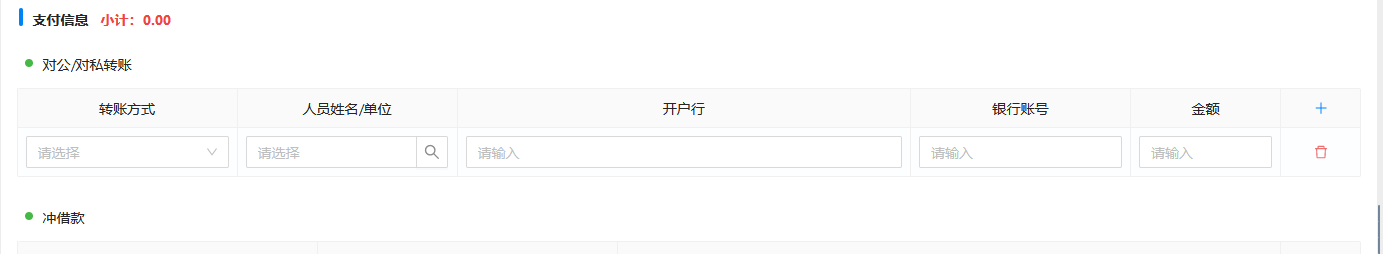 支付信息 小计：0.00
对公/对私转账
转账方式 人员姓名/单位 开户行 银行账号 金额
请选择 请选择 请输入 请输入 请输入
冲借款